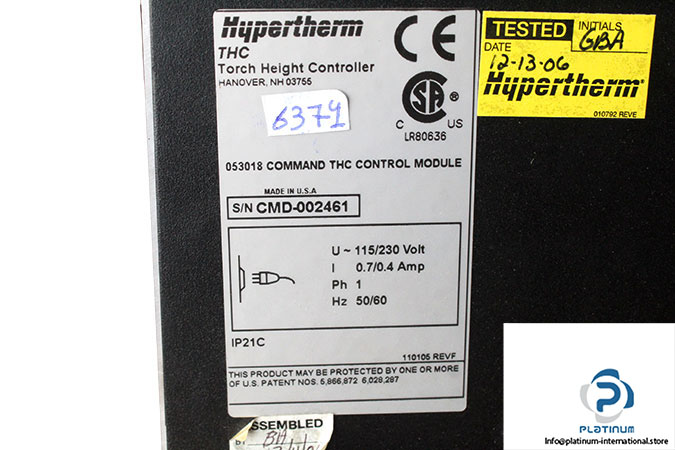 Hypertherm
THC
Torch Height Controller
HANOVER, NH 03755
CE
6379
C US
LR80636
053018 COMMAND THC CONTROL MODULE
MADE IN U.S.A
S/N CMD-002461
U ~ 115/230 Volt
I 0.7/0.4 Amp
Ph 1
Hz 50/60
IP21C
110105 REVF
THIS PRODUCT MAY BE PROTECTED BY ONE OR MORE
OF U.S. PATENT NOS. 5,866,872 6,028,287
TESTED INITIALS
GBA
DATE
12-13-06
Hypertherm
010792 REVE
SSEMBLED
BY
PLATINUM
info@platinum-international.store